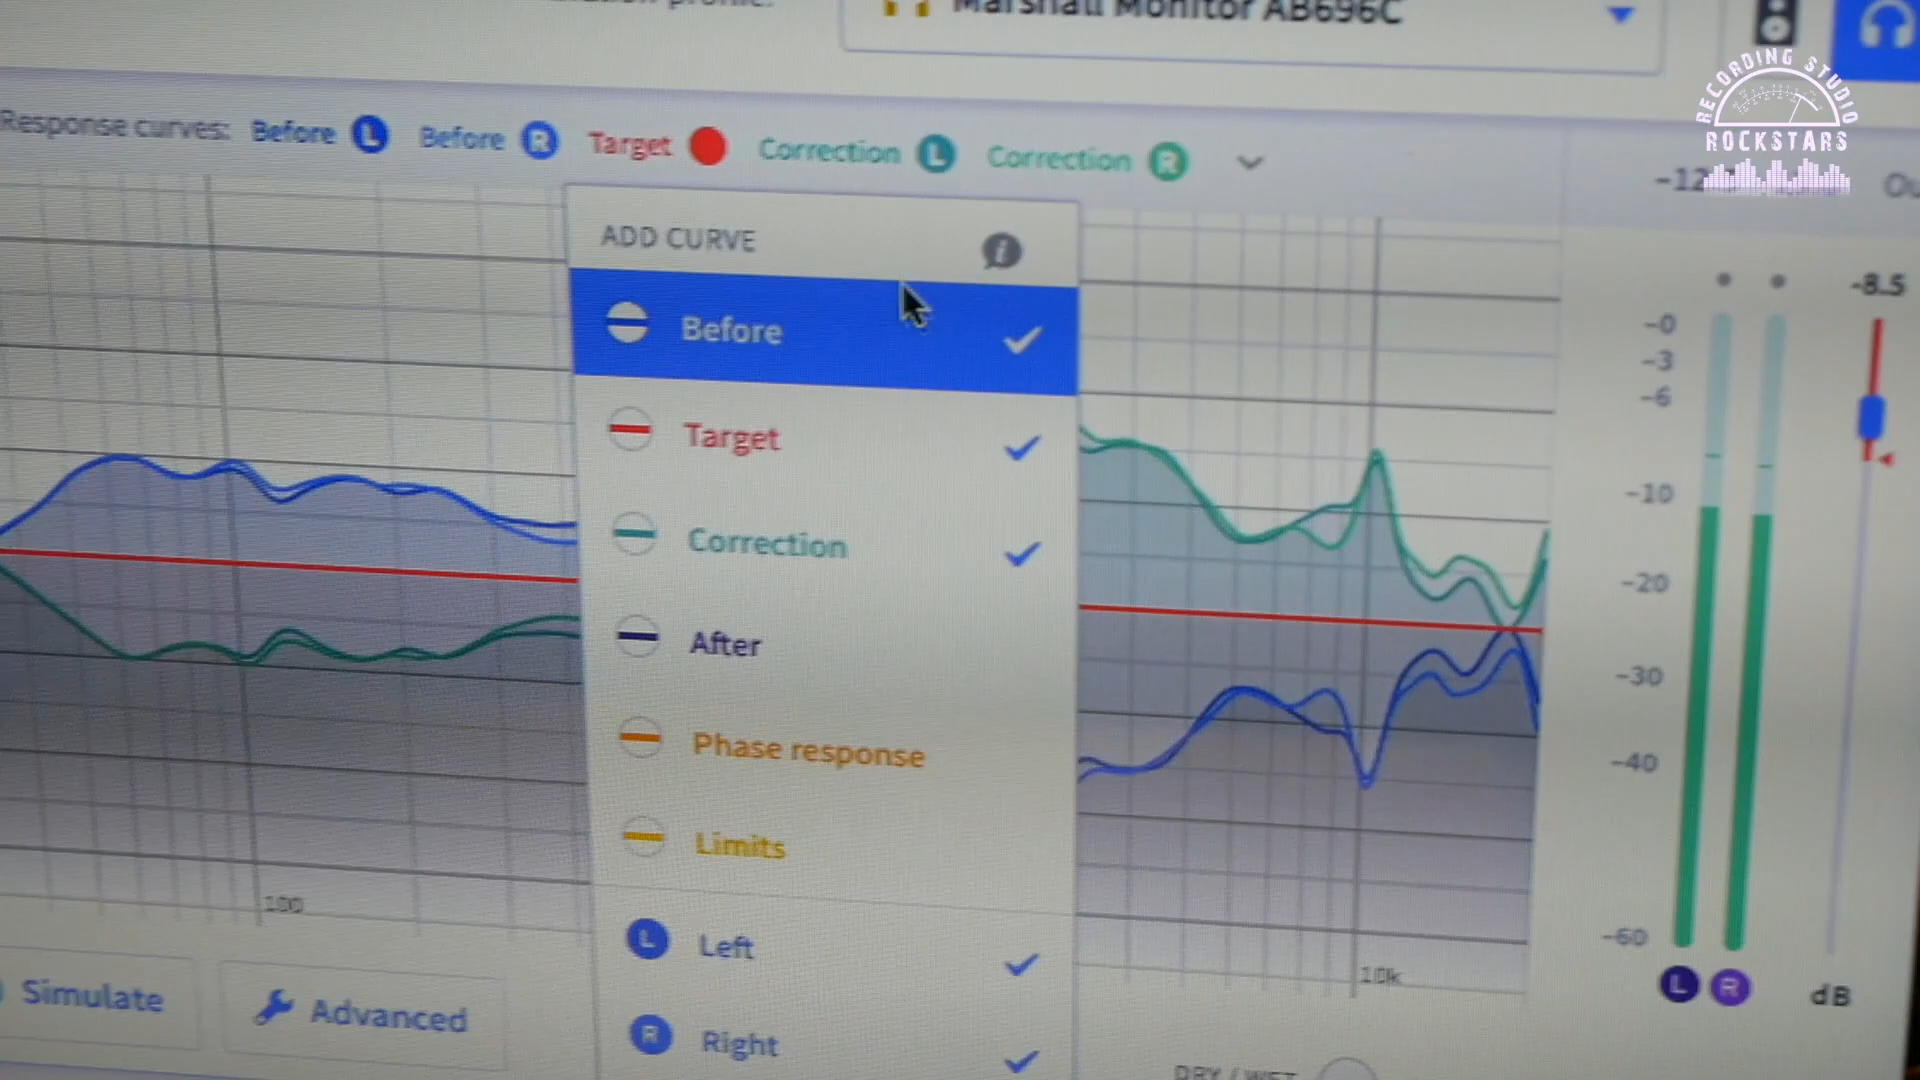 Marshall Monitor AB696C
RECORDING STUDIO
ROCKSTARS
Response curves: Before L Before R Target Correction L Correction R
ADD CURVE
Before
Target
Correction
After
Phase response
Limits
L Left
R Right
100
10k
Simulate
Advanced
-8.5
-0
-3
-6
-10
-20
-30
-40
-60
L R dB
DRY / WET